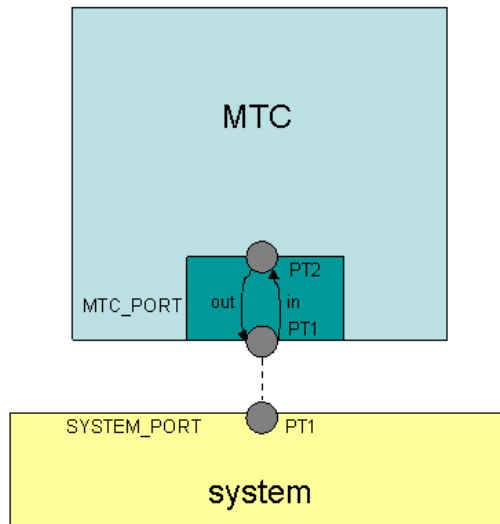 MTC
PT2
MTC_PORT
out
in
PT1
SYSTEM_PORT
PT1
system